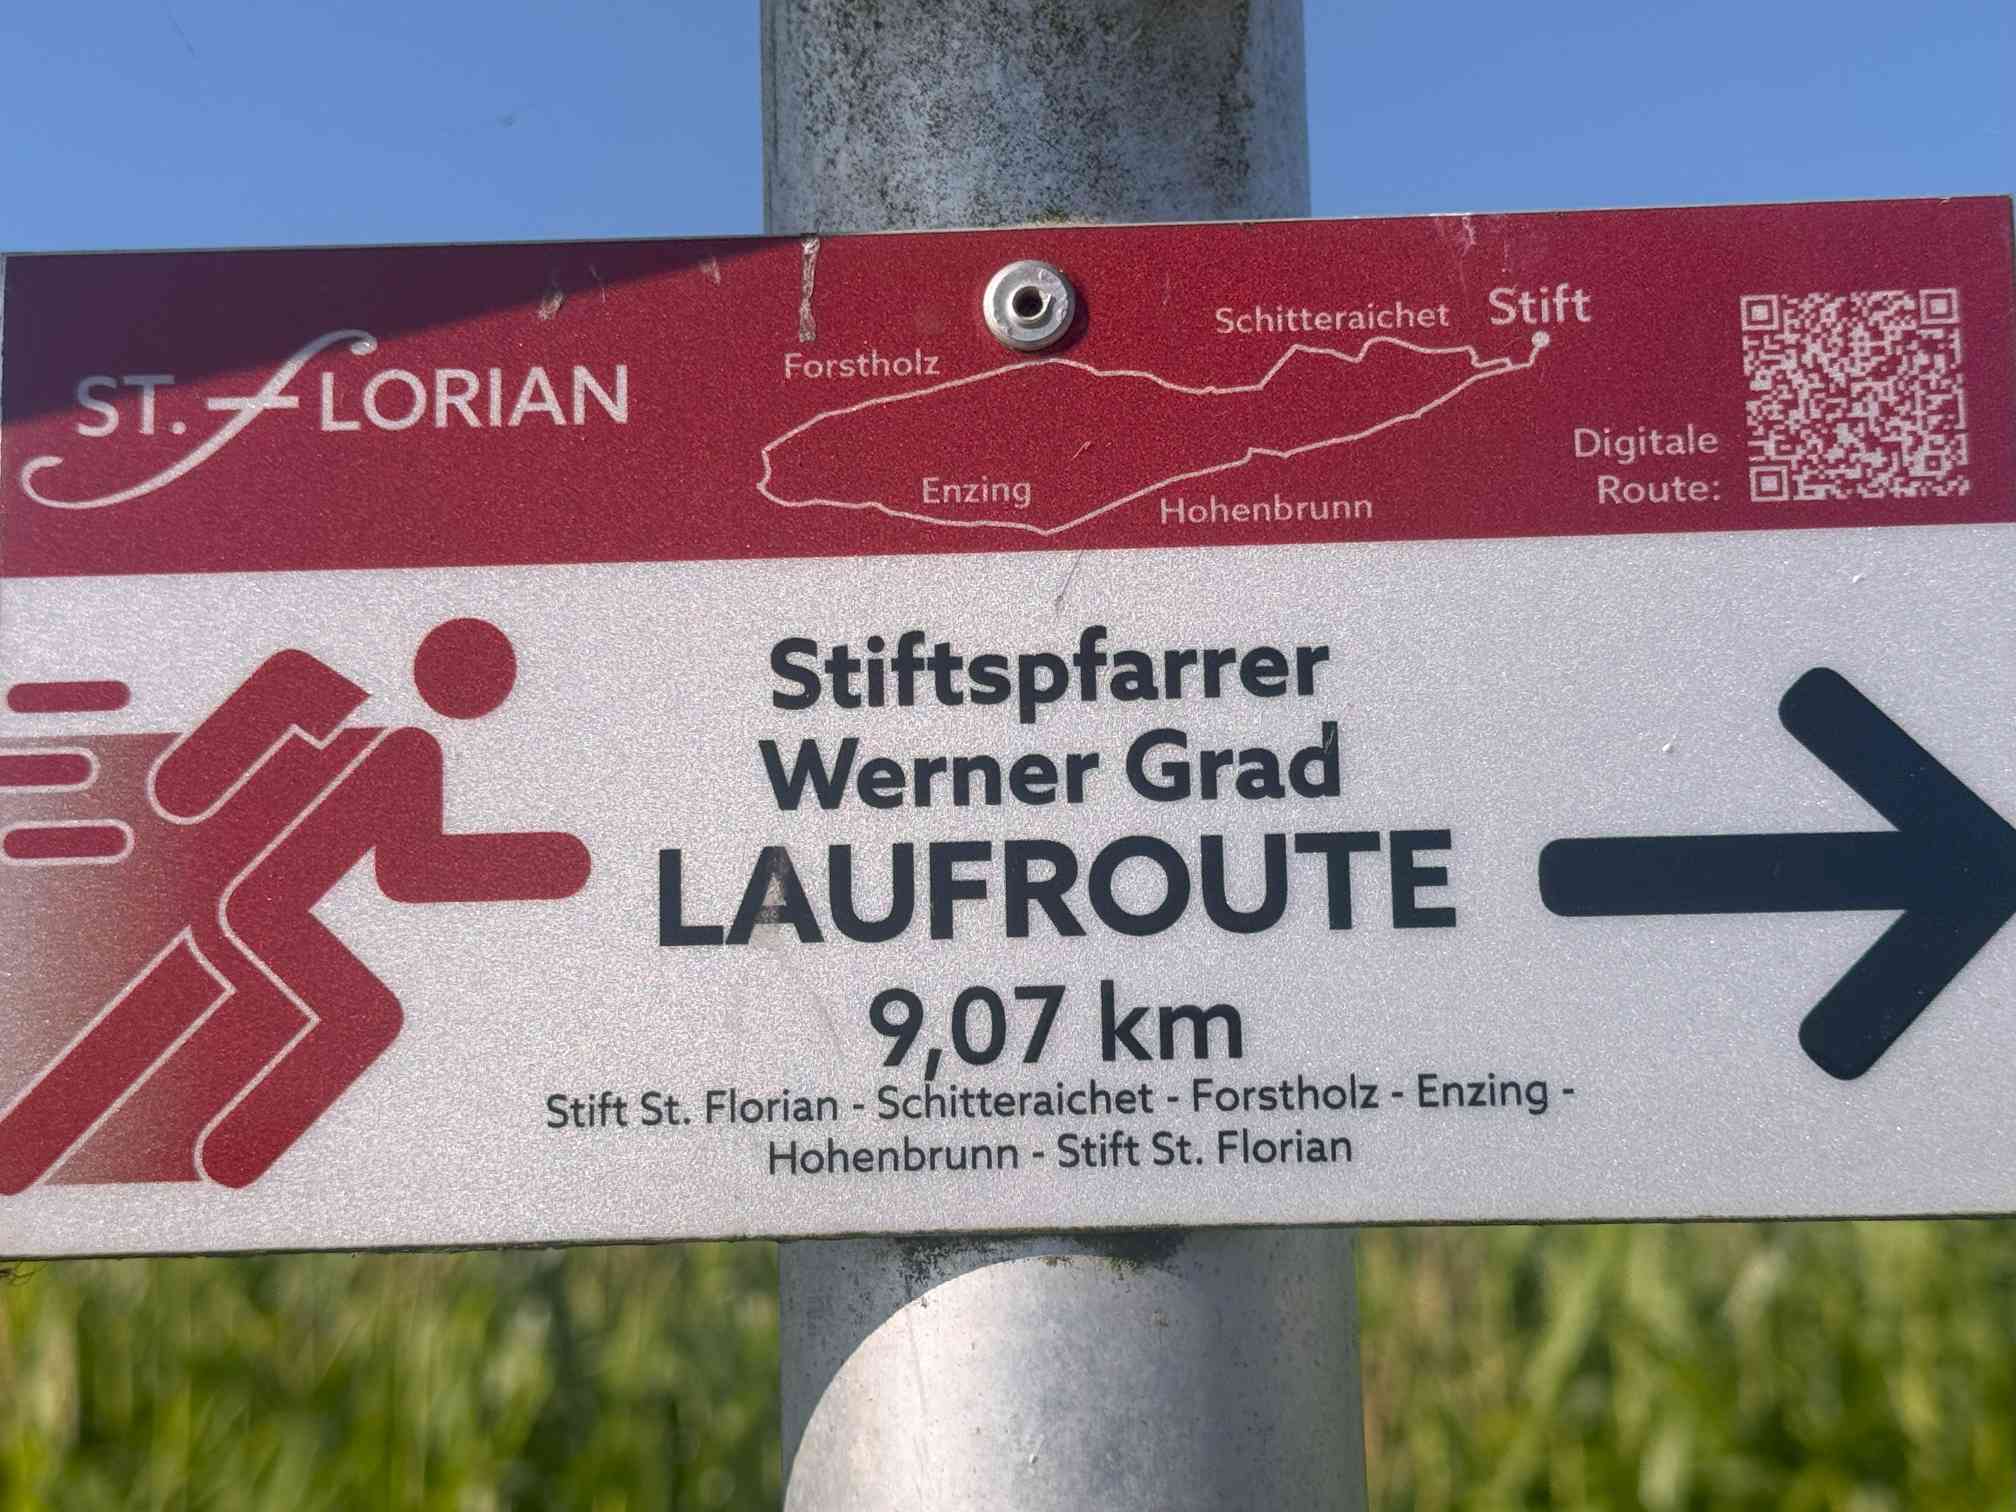 ST. FLORIAN
Schitteraichet Stift
Forstholz
Enzing
Hohenbrunn
Digitale
Route:
Stiftspfarrer
Werner Grad
LAUFROUTE
9,07 km
Stift St. Florian - Schitteraichet - Forstholz - Enzing -
Hohenbrunn - Stift St. Florian